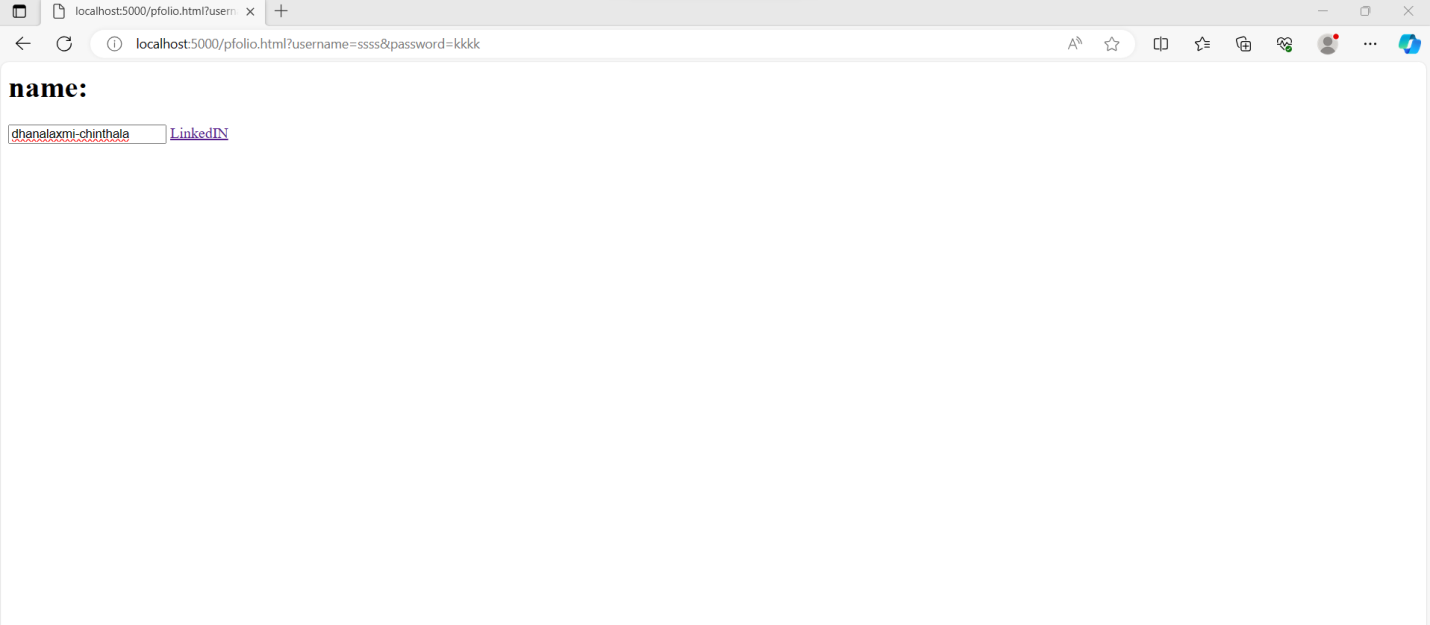 localhost:5000/pfolio.html?usern
localhost:5000/pfolio.html?username=ssss&password=kkkk
name:
dhanalaxmi-chinthala LinkedIN